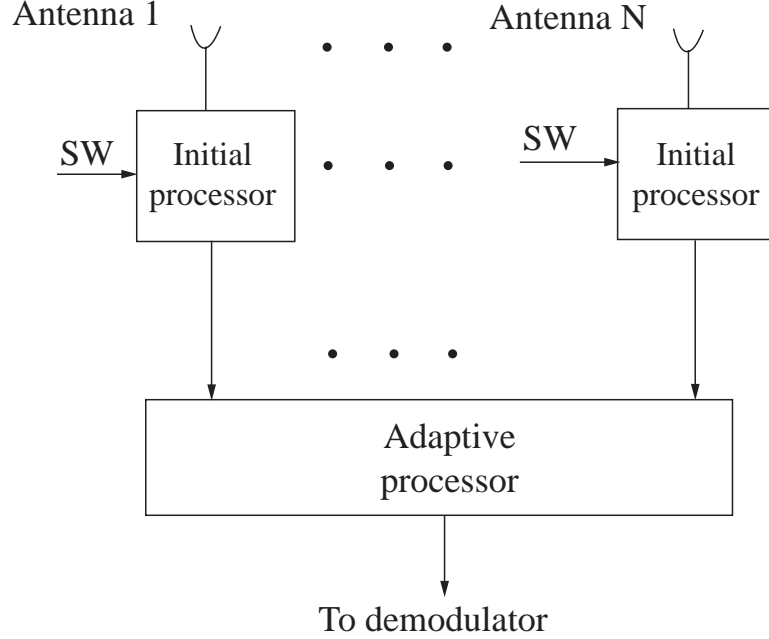 Antenna 1
Antenna N
SW
Initial
processor
SW
Initial
processor
Adaptive
processor
To demodulator